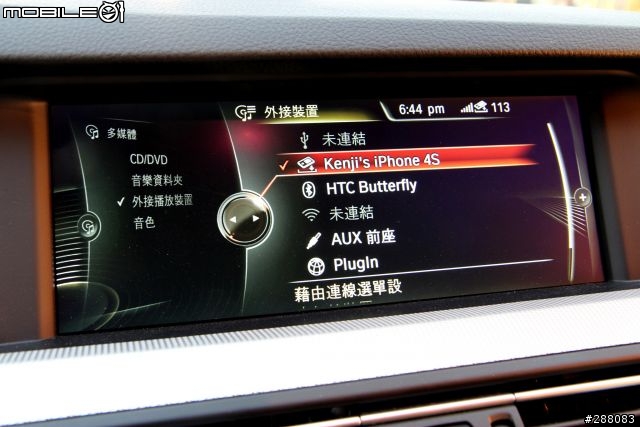 MOBILE01
外接裝置
6:44 pm
113
多媒體
CD/DVD
音樂資料夾
外接播放裝置
音色
未連結
Kenji's iPhone 4S
HTC Butterfly
未連結
AUX 前座
PlugIn
藉由連線選單設
#288083